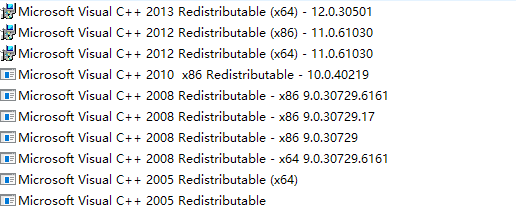 Microsoft Visual C++ 2013 Redistributable (x64) - 12.0.30501
Microsoft Visual C++ 2012 Redistributable (x86) - 11.0.61030
Microsoft Visual C++ 2012 Redistributable (x64) - 11.0.61030
Microsoft Visual C++ 2010  x86 Redistributable - 10.0.40219
Microsoft Visual C++ 2008 Redistributable - x86 9.0.30729.6161
Microsoft Visual C++ 2008 Redistributable - x86 9.0.30729.17
Microsoft Visual C++ 2008 Redistributable - x86 9.0.30729
Microsoft Visual C++ 2008 Redistributable - x64 9.0.30729.6161
Microsoft Visual C++ 2005 Redistributable (x64)
Microsoft Visual C++ 2005 Redistributable